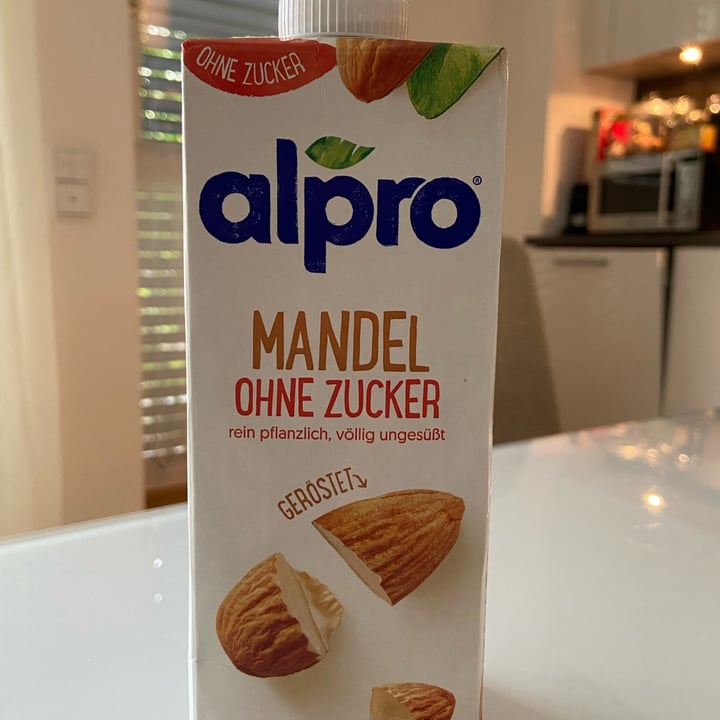 OHNE ZUCKER
alpro®
MANDEL
OHNE ZUCKER
rein pflanzlich, völlig ungesüßt
GERÖSTET